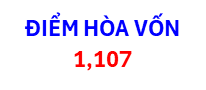 ĐIỂM HÒA VỐN
1,107